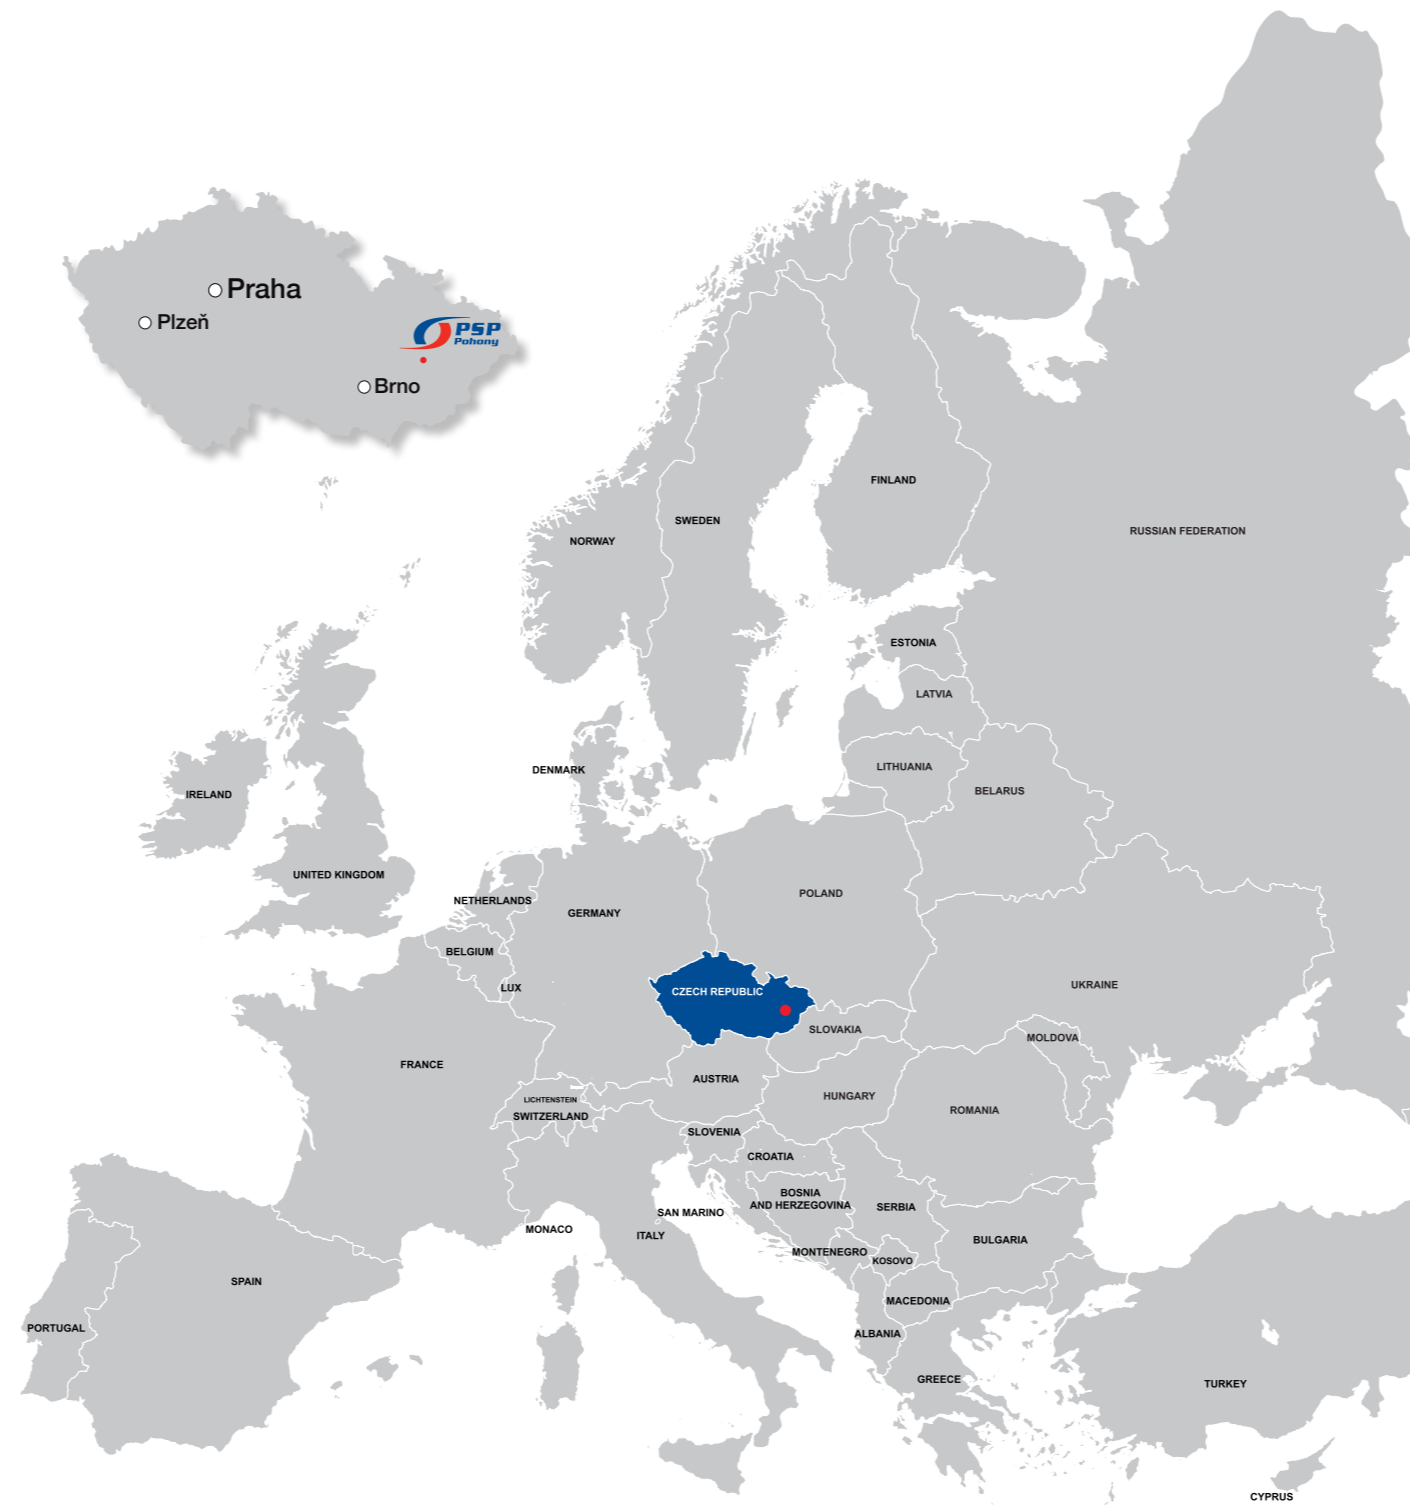 Praha
Plzeň
PSP
Pohony
Brno
FINLAND
SWEDEN
RUSSIAN FEDERATION
NORWAY
ESTONIA
LATVIA
LITHUANIA
DENMARK
BELARUS
IRELAND
UNITED KINGDOM
POLAND
NETHERLANDS
GERMANY
BELGIUM
UKRAINE
LUX
CZECH REPUBLIC
SLOVAKIA
MOLDOVA
FRANCE
AUSTRIA
HUNGARY
LICHTENSTEIN
ROMANIA
SWITZERLAND
SLOVENIA
CROATIA
BOSNIA
AND HERZEGOVINA
SERBIA
SAN MARINO
MONACO
ITALY
BULGARIA
MONTENEGRO
KOSOVO
SPAIN
MACEDONIA
PORTUGAL
ALBANIA
GREECE
TURKEY
CYPRUS